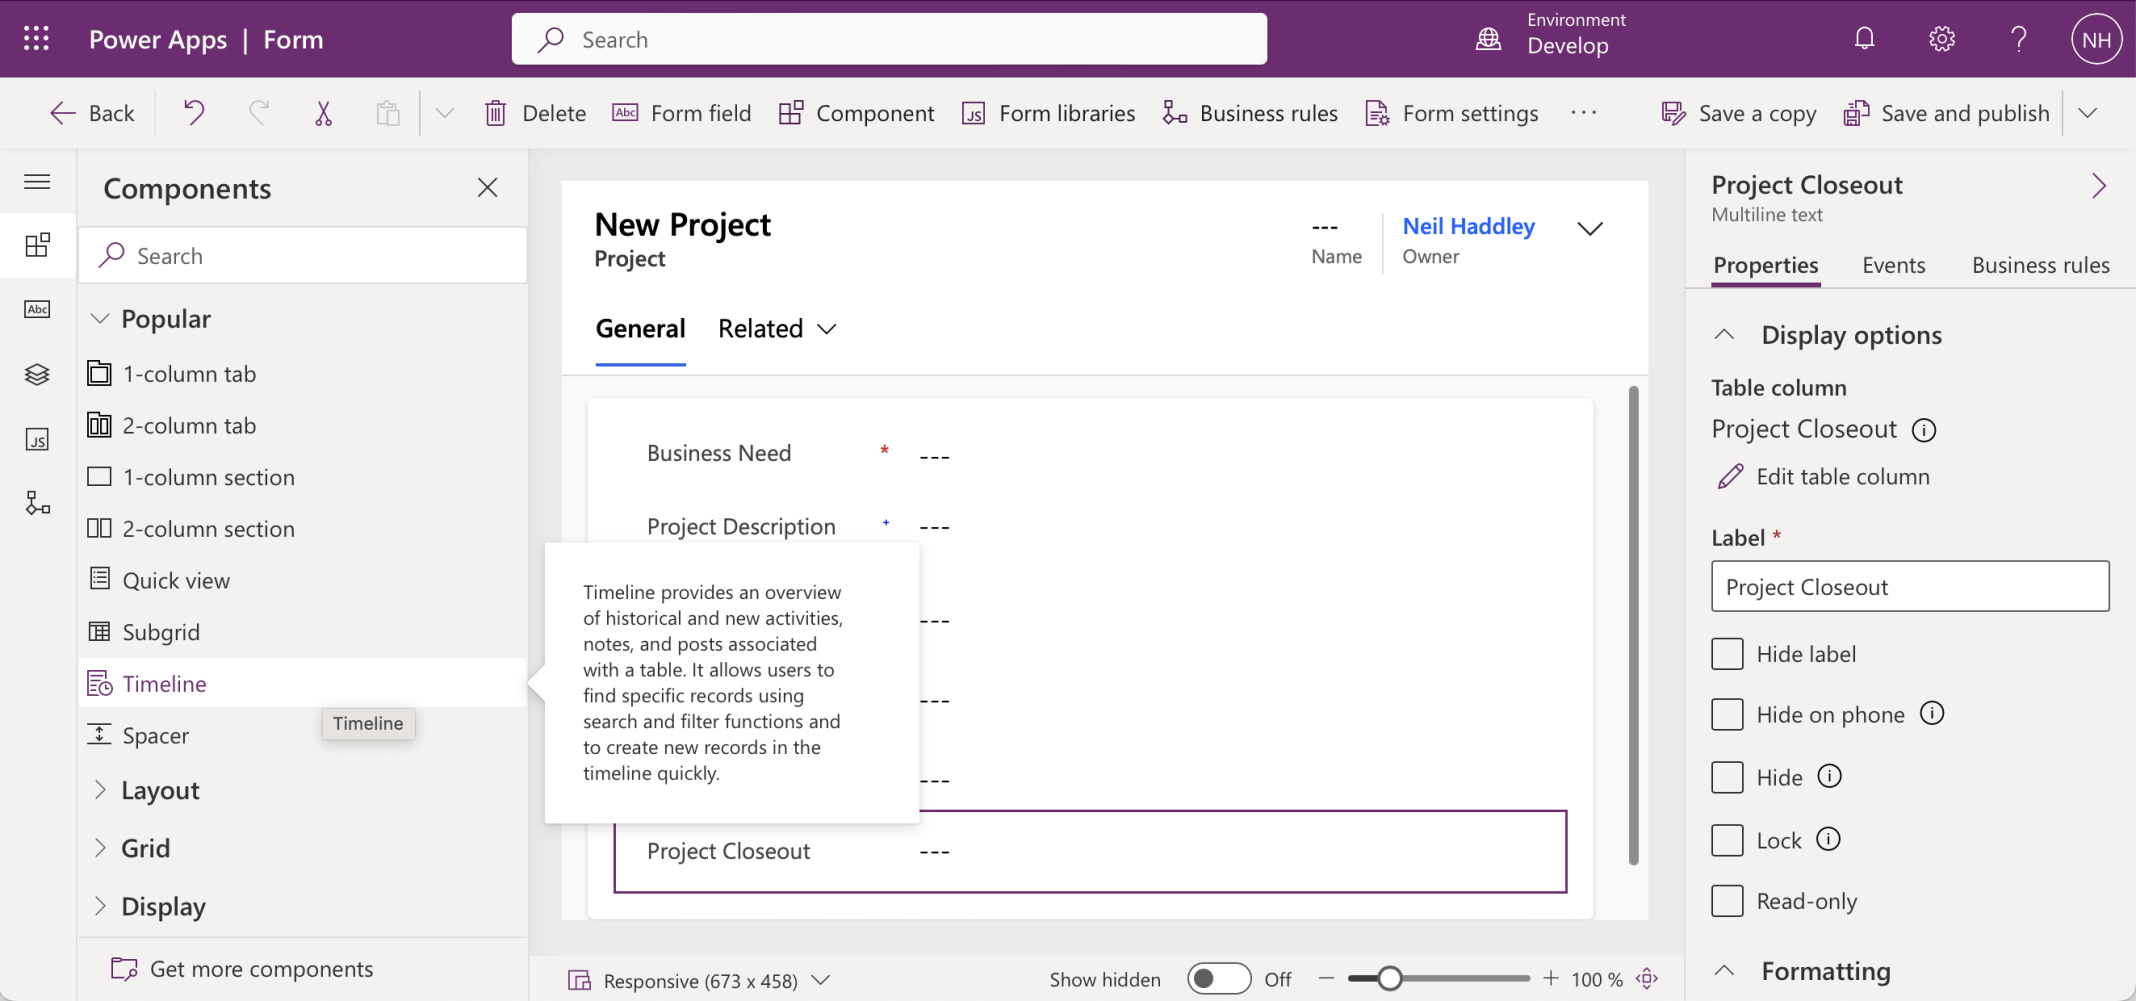 Power Apps | Form
Search
Environment
Develop
?
NH
Back
Delete
Abc Form field
Component
JS Form libraries
Business rules
Form settings
...
Save a copy
Save and publish
Components
Search
Abc
JS
Popular
1-column tab
2-column tab
1-column section
2-column section
Quick view
Subgrid
Timeline
Timeline
Spacer
Layout
Grid
Display
Get more components
New Project
Project
---
Name
Neil Haddley
Owner
General
Related
Business Need * ---
Project Description + ---
Timeline provides an overview
of historical and new activities,
notes, and posts associated
with a table. It allows users to
find specific records using
search and filter functions and
to create new records in the
timeline quickly.
---
---
---
Project Closeout ---
Responsive (673 x 458)
Show hidden
Off
100 %
Project Closeout
Multiline text
Properties
Events
Business rules
Display options
Table column
Project Closeout
Edit table column
Label *
Project Closeout
Hide label
Hide on phone
Hide
Lock
Read-only
Formatting